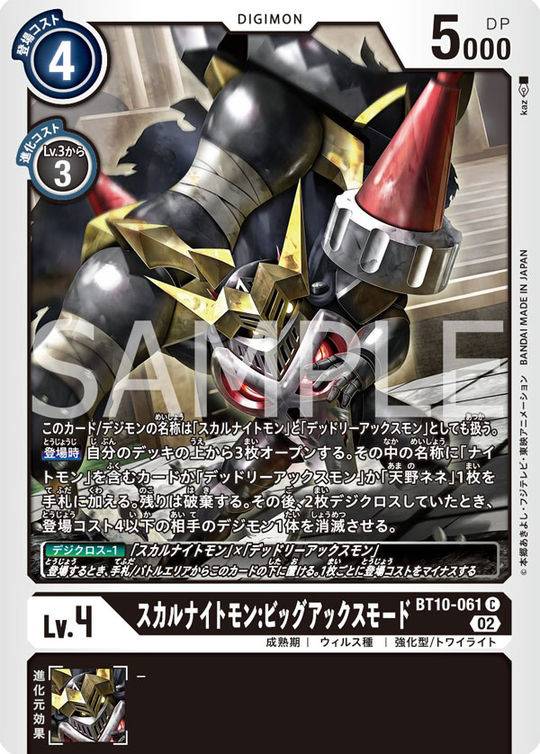 DIGIMON
登場コスト
4
DP
5000
進化コスト
Lv.3から
3
kaz
BANDAI MADE IN JAPAN
© 本郷あきよし・フジテレビ・東映アニメーション
SAMPLE
このカード/デジモンの名称は「スカルナイトモン」と「デッドリーアックスモン」としても扱う。
登場時 自分のデッキの上から3枚オープンする。その中の名称に「ナイ
トモン」を含むカードか「デッドリーアックスモン」か「天野ネネ」1枚を
手札に加える。残りは破棄する。その後、2枚デジクロスしていたとき、
登場コスト4以下の相手のデジモン1体を消滅させる。
デジクロス-1 「スカルナイトモン」×「デッドリーアックスモン」
登場するとき、手札/バトルエリアからこのカードの下に置ける。1枚ごとに登場コストをマイナスする
Lv.4
スカルナイトモン:ビッグアックスモード
BT10-061 C
02
成熟期 | ウィルス種 | 強化型/トワイライト
進化元効果
-